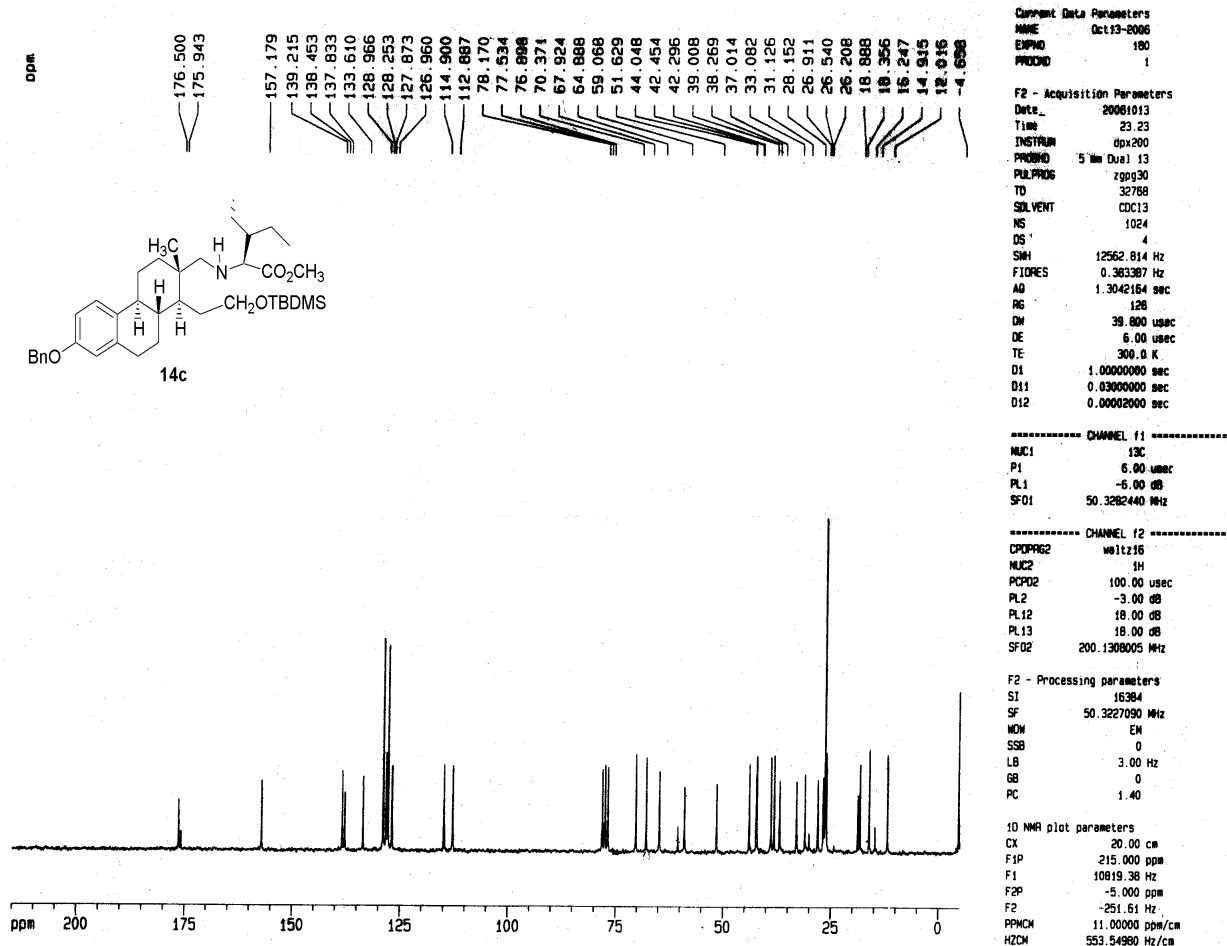 ppm
176.500
175.943
157.179
139.215
138.453
137.833
133.610
128.966
128.253
127.873
126.960
114.900
112.887
78.170
77.534
76.898
70.371
67.924
64.888
59.068
51.629
44.048
42.454
42.296
39.008
38.269
37.014
33.082
31.126
28.152
26.911
26.540
26.208
18.888
18.356
16.247
14.915
12.016
-4.658
H3C
H
N
CO2CH3
CH2OTBDMS
H
H
H
BnO
14c
ppm 200 175 150 125 100 75 50 25 0
Current Data Parameters
NAME Oct13-2006
EXPNO 180
PROCNO 1
F2 - Acquisition Parameters
Date_ 20061013
Time 23.23
INSTRUM dpx200
PROBHD 5 mm Dual 13
PULPROG zgpg30
TD 32768
SOLVENT CDCl3
NS 1024
DS 4
SWH 12562.814 Hz
FIDRES 0.383387 Hz
AQ 1.3042164 sec
RG 128
DW 39.800 usec
DE 6.00 usec
TE 300.0 K
D1 1.00000000 sec
D11 0.03000000 sec
D12 0.00002000 sec
=========== CHANNEL f1 ===========
NUC1 13C
P1 6.00 usec
PL1 -6.00 dB
SFO1 50.3282440 MHz
=========== CHANNEL f2 ===========
CPDPRG2 waltz16
NUC2 1H
PCPD2 100.00 usec
PL2 -3.00 dB
PL12 18.00 dB
PL13 18.00 dB
SFO2 200.1308005 MHz
F2 - Processing parameters
SI 16384
SF 50.3227090 MHz
WDW EM
SSB 0
LB 3.00 Hz
GB 0
PC 1.40
1D NMR plot parameters
CX 20.00 cm
F1P 215.000 ppm
F1 10819.38 Hz
F2P -5.000 ppm
F2 -251.61 Hz
PPMCM 11.00000 ppm/cm
HZCM 553.54980 Hz/cm